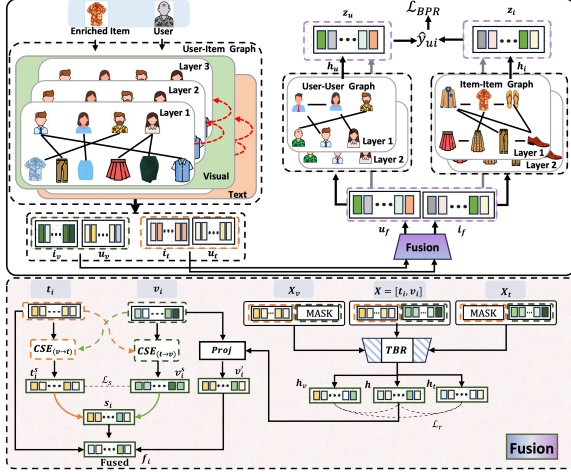 Enriched Item
User
User-Item Graph
Layer 3
Layer 2
Layer 1
Visual
Text
i_v
u_v
i_t
u_t
z_u
ℒ_BPR
ŷ_ui
z_i
h_u
h_i
User-User Graph
Layer 1
Layer 2
Item-Item Graph
Layer 1
Layer 2
u_f
i_f
Fusion
t_i
v_i
X_v
X = [t_i, v_i]
X_t
MASK
MASK
CSE_(v→t)
CSE_(t→v)
Proj
TBR
t_i^s
ℒ_s
v_i^s
v_i'
h_v
h
h_t
s_i
ℒ_r
Fused
f_i
Fusion